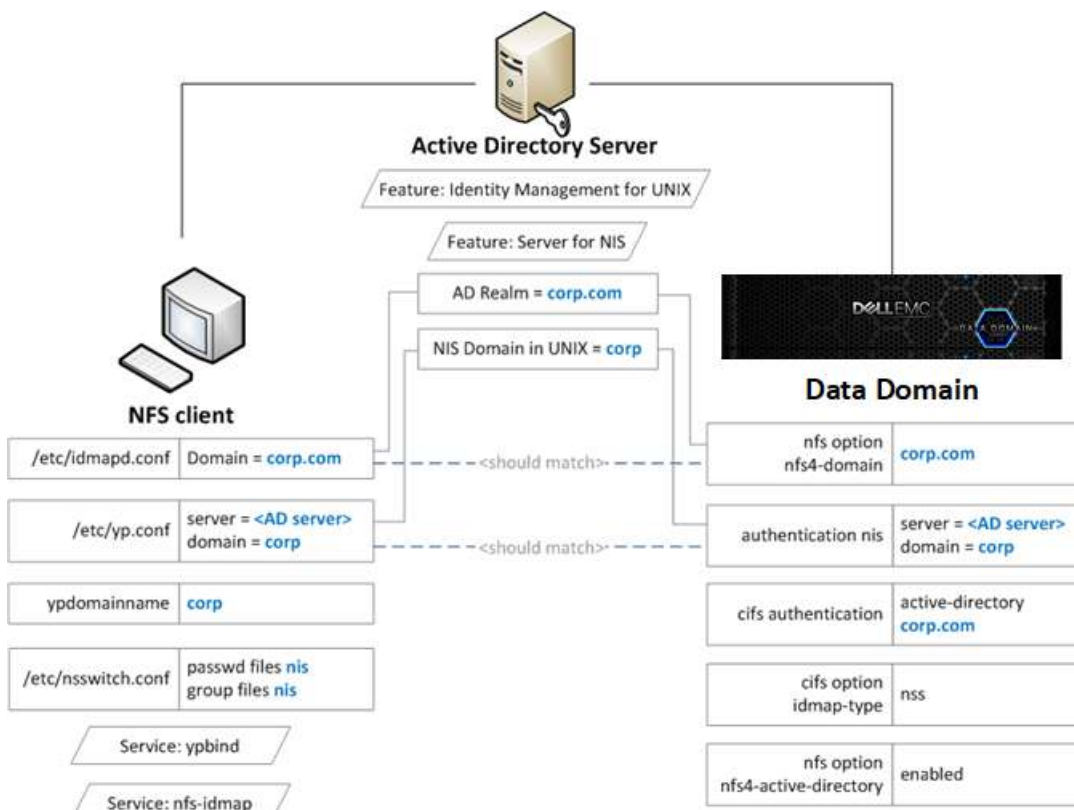 Active Directory Server
Feature: Identity Management for UNIX
Feature: Server for NIS
AD Realm = corp.com
NIS Domain in UNIX = corp
NFS client
/etc/idmapd.conf Domain = corp.com
/etc/yp.conf server = <AD server>
domain = corp
ypdomainname corp
/etc/nsswitch.conf passwd files nis
group files nis
Service: ypbind
Service: nfs-idmap
<should match>
<should match>
DELLEMC
DATA DOMAIN
Data Domain
nfs option
nfs4-domain corp.com
authentication nis server = <AD server>
domain = corp
cifs authentication active-directory
corp.com
cifs option
idmap-type nss
nfs option
nfs4-active-directory enabled